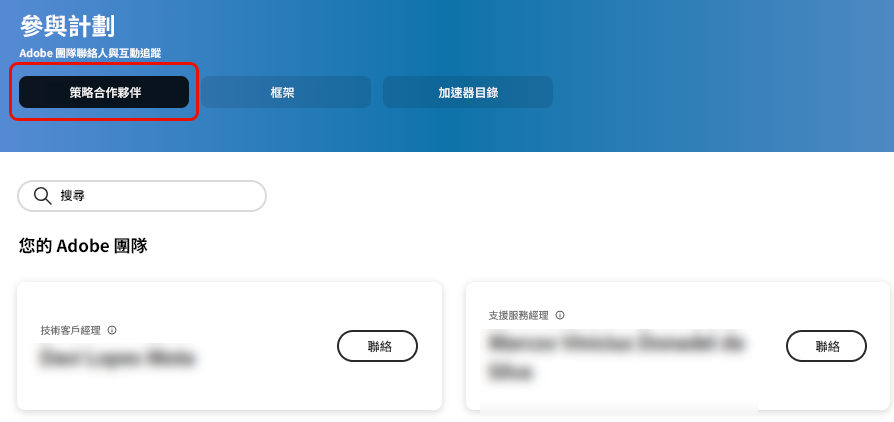 參與計劃
Adobe 團隊聯絡人與互動追蹤
策略合作夥伴
框架
加速器目錄
搜尋
您的 Adobe 團隊
技術客戶經理
聯絡
支援服務經理
聯絡